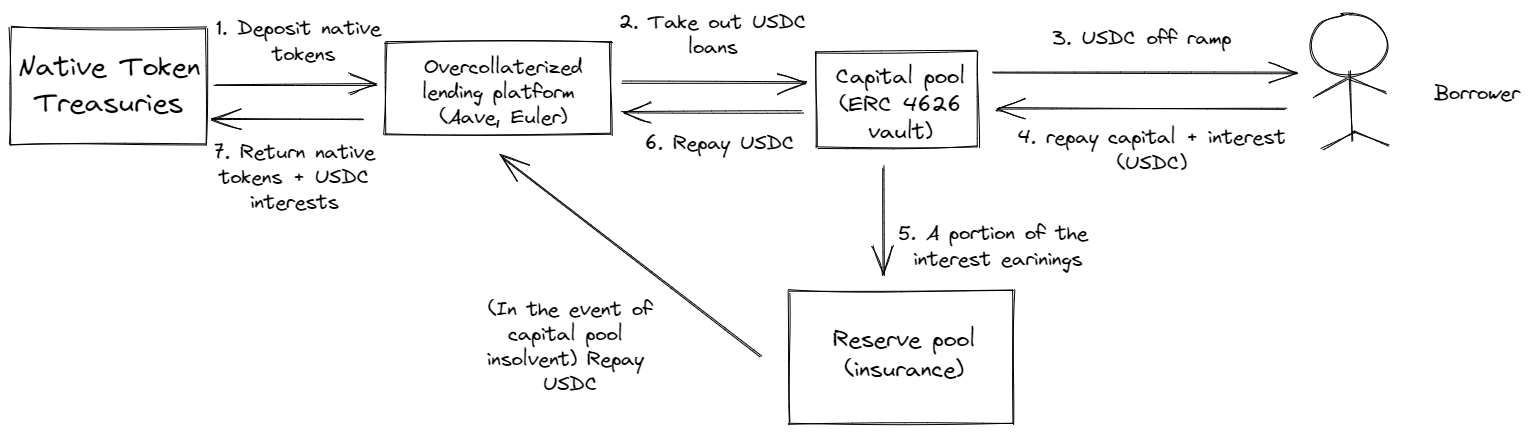 1. Deposit native
tokens
Native Token
Treasuries
7. Return native
tokens + USDC
interests
Overcollaterized
lending platform
(Aave, Euler)
2. Take out USDC
loans
6. Repay USDC
Capital pool
(ERC 4626
vault)
3. USDC off ramp
4. repay capital + interest
(USDC)
Borrower
5. A portion of the
interest earinings
Reserve pool
(insurance)
(In the event of
capital pool
insolvent) Repay
USDC